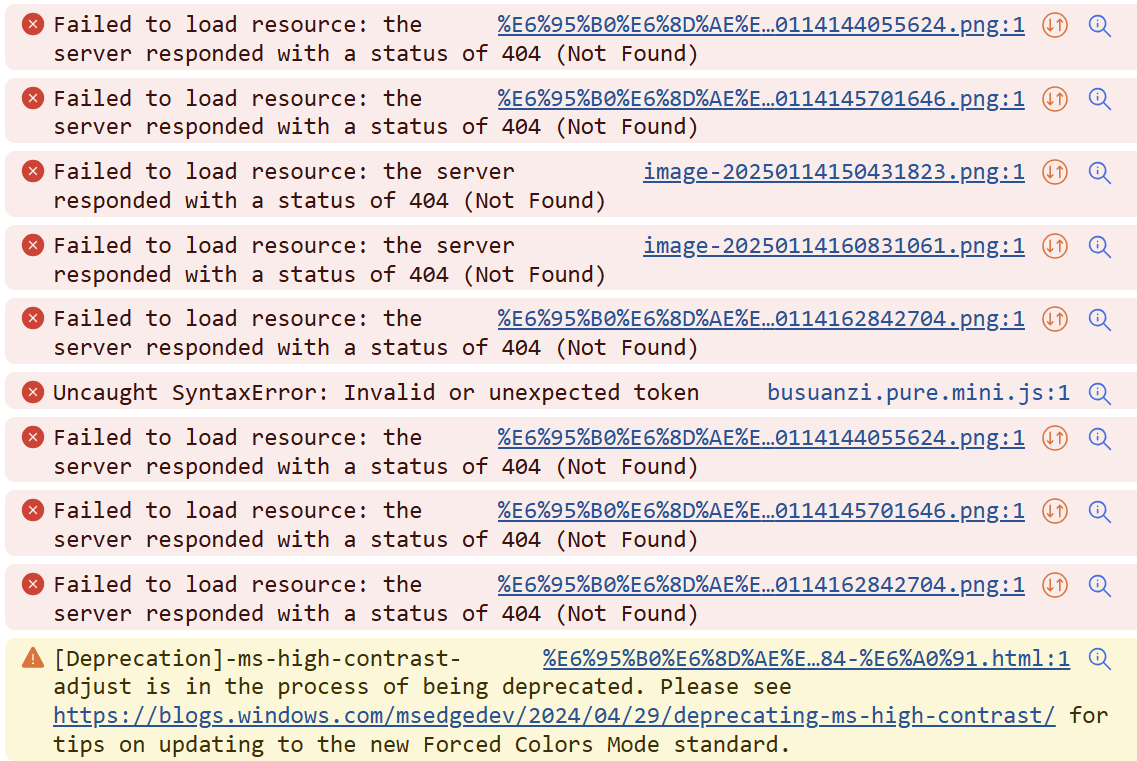 Failed to load resource: the %E6%95%B0%E6%8D%AE%E…0114144055624.png:1
server responded with a status of 404 (Not Found)
Failed to load resource: the %E6%95%B0%E6%8D%AE%E…0114145701646.png:1
server responded with a status of 404 (Not Found)
Failed to load resource: the server image-20250114150431823.png:1
responded with a status of 404 (Not Found)
Failed to load resource: the server image-20250114160831061.png:1
responded with a status of 404 (Not Found)
Failed to load resource: the %E6%95%B0%E6%8D%AE%E…0114162842704.png:1
server responded with a status of 404 (Not Found)
Uncaught SyntaxError: Invalid or unexpected token busuanzi.pure.mini.js:1
Failed to load resource: the %E6%95%B0%E6%8D%AE%E…0114144055624.png:1
server responded with a status of 404 (Not Found)
Failed to load resource: the %E6%95%B0%E6%8D%AE%E…0114145701646.png:1
server responded with a status of 404 (Not Found)
Failed to load resource: the %E6%95%B0%E6%8D%AE%E…0114162842704.png:1
server responded with a status of 404 (Not Found)
[Deprecation]-ms-high-contrast- %E6%95%B0%E6%8D%AE%E…84-%E6%A0%91.html:1
adjust is in the process of being deprecated. Please see
https://blogs.windows.com/msedgedev/2024/04/29/deprecating-ms-high-contrast/ for
tips on updating to the new Forced Colors Mode standard.